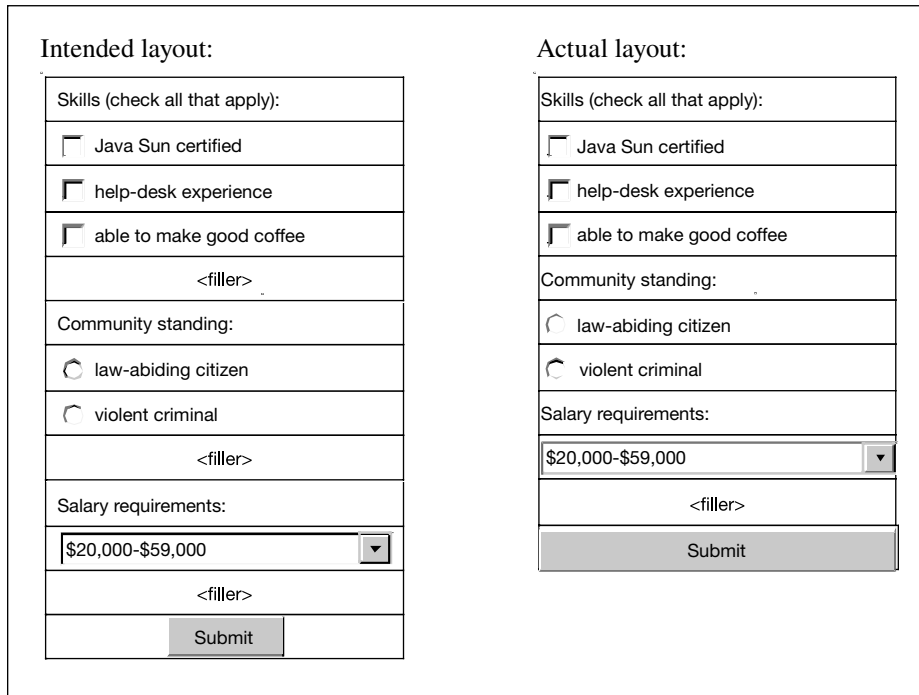 Intended layout:
Skills (check all that apply):
Java Sun certified
help-desk experience
able to make good coffee
<filler>
Community standing:
law-abiding citizen
violent criminal
<filler>
Salary requirements:
$20,000-$59,000
<filler>
Submit
Actual layout:
Skills (check all that apply):
Java Sun certified
help-desk experience
able to make good coffee
Community standing:
law-abiding citizen
violent criminal
Salary requirements:
$20,000-$59,000
<filler>
Submit